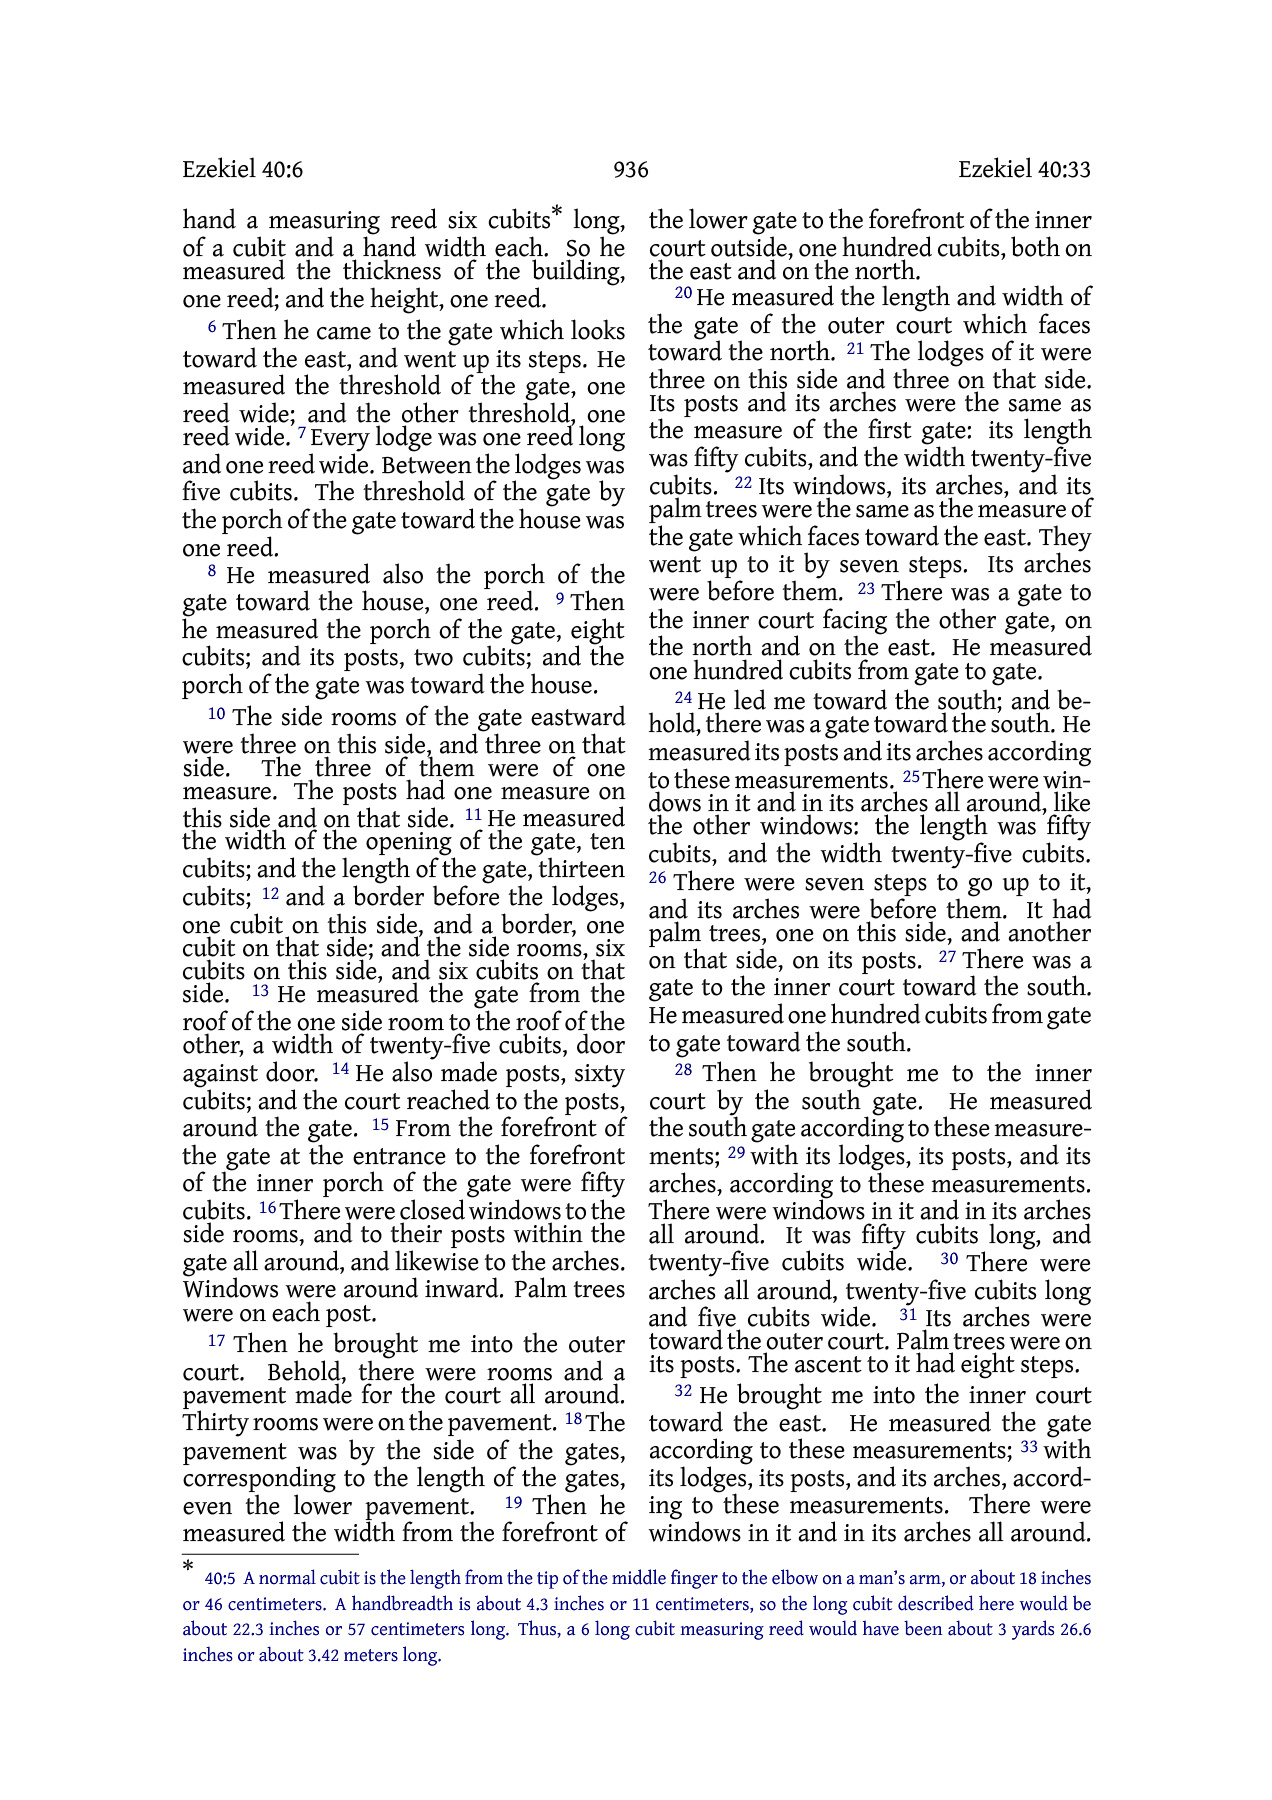 Ezekiel 40:6 936 Ezekiel 40:33
hand a measuring reed six cubits* long,
of a cubit and a hand width each. So he
measured the thickness of the building,
one reed; and the height, one reed.
6 Then he came to the gate which looks
toward the east, and went up its steps. He
measured the threshold of the gate, one
reed wide; and the other threshold, one
reed wide. 7 Every lodge was one reed long
and one reed wide. Between the lodges was
five cubits. The threshold of the gate by
the porch of the gate toward the house was
one reed.
8 He measured also the porch of the
gate toward the house, one reed. 9 Then
he measured the porch of the gate, eight
cubits; and its posts, two cubits; and the
porch of the gate was toward the house.
10 The side rooms of the gate eastward
were three on this side, and three on that
side. The three of them were of one
measure. The posts had one measure on
this side and on that side. 11 He measured
the width of the opening of the gate, ten
cubits; and the length of the gate, thirteen
cubits; 12 and a border before the lodges,
one cubit on this side, and a border, one
cubit on that side; and the side rooms, six
cubits on this side, and six cubits on that
side. 13 He measured the gate from the
roof of the one side room to the roof of the
other, a width of twenty-five cubits, door
against door. 14 He also made posts, sixty
cubits; and the court reached to the posts,
around the gate. 15 From the forefront of
the gate at the entrance to the forefront
of the inner porch of the gate were fifty
cubits. 16 There were closed windows to the
side rooms, and to their posts within the
gate all around, and likewise to the arches.
Windows were around inward. Palm trees
were on each post.
17 Then he brought me into the outer
court. Behold, there were rooms and a
pavement made for the court all around.
Thirty rooms were on the pavement. 18 The
pavement was by the side of the gates,
corresponding to the length of the gates,
even the lower pavement. 19 Then he
measured the width from the forefront of
the lower gate to the forefront of the inner
court outside, one hundred cubits, both on
the east and on the north.
20 He measured the length and width of
the gate of the outer court which faces
toward the north. 21 The lodges of it were
three on this side and three on that side.
Its posts and its arches were the same as
the measure of the first gate: its length
was fifty cubits, and the width twenty-five
cubits. 22 Its windows, its arches, and its
palm trees were the same as the measure of
the gate which faces toward the east. They
went up to it by seven steps. Its arches
were before them. 23 There was a gate to
the inner court facing the other gate, on
the north and on the east. He measured
one hundred cubits from gate to gate.
24 He led me toward the south; and be-
hold, there was a gate toward the south. He
measured its posts and its arches according
to these measurements. 25 There were win-
dows in it and in its arches all around, like
the other windows: the length was fifty
cubits, and the width twenty-five cubits.
26 There were seven steps to go up to it,
and its arches were before them. It had
palm trees, one on this side, and another
on that side, on its posts. 27 There was a
gate to the inner court toward the south.
He measured one hundred cubits from gate
to gate toward the south.
28 Then he brought me to the inner
court by the south gate. He measured
the south gate according to these measure-
ments; 29 with its lodges, its posts, and its
arches, according to these measurements.
There were windows in it and in its arches
all around. It was fifty cubits long, and
twenty-five cubits wide. 30 There were
arches all around, twenty-five cubits long
and five cubits wide. 31 Its arches were
toward the outer court. Palm trees were on
its posts. The ascent to it had eight steps.
32 He brought me into the inner court
toward the east. He measured the gate
according to these measurements; 33 with
its lodges, its posts, and its arches, accord-
ing to these measurements. There were
windows in it and in its arches all around.
* 40:5 A normal cubit is the length from the tip of the middle finger to the elbow on a man's arm, or about 18 inches
or 46 centimeters. A handbreadth is about 4.3 inches or 11 centimeters, so the long cubit described here would be
about 22.3 inches or 57 centimeters long. Thus, a 6 long cubit measuring reed would have been about 3 yards 26.6
inches or about 3.42 meters long.